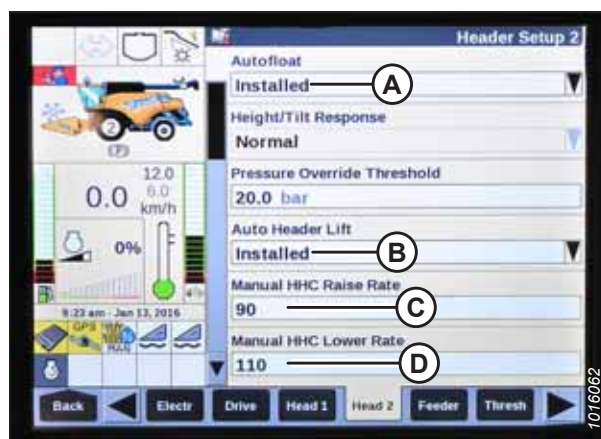 Header Setup 2
Autofloat
Installed
A
Height/Tilt Response
Normal
Pressure Override Threshold
20.0 bar
Auto Header Lift
Installed
B
Manual HHC Raise Rate
90
C
Manual HHC Lower Rate
110
D
2
(P)
0.0
12.0
6.0
km/h
0%
9:23 am Jan 13, 2016
GPS
MAN
Back
Electr
Drive
Head 1
Head 2
Feeder
Thresh
1016062